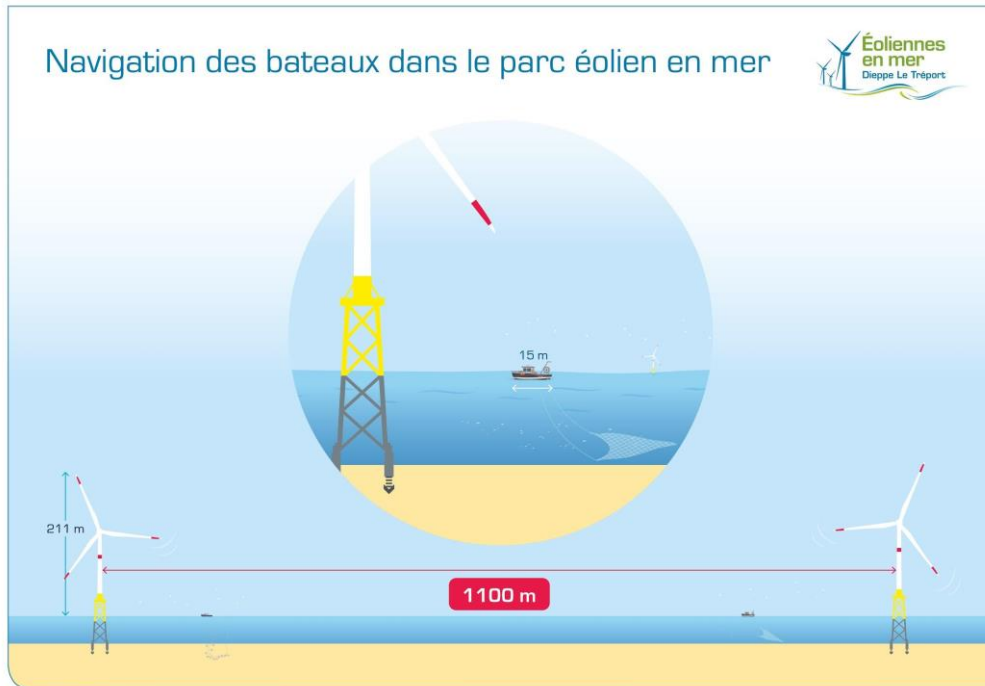 Navigation des bateaux dans le parc éolien en mer
Éoliennes
en mer
Dieppe Le Tréport
15 m
211 m
1100 m